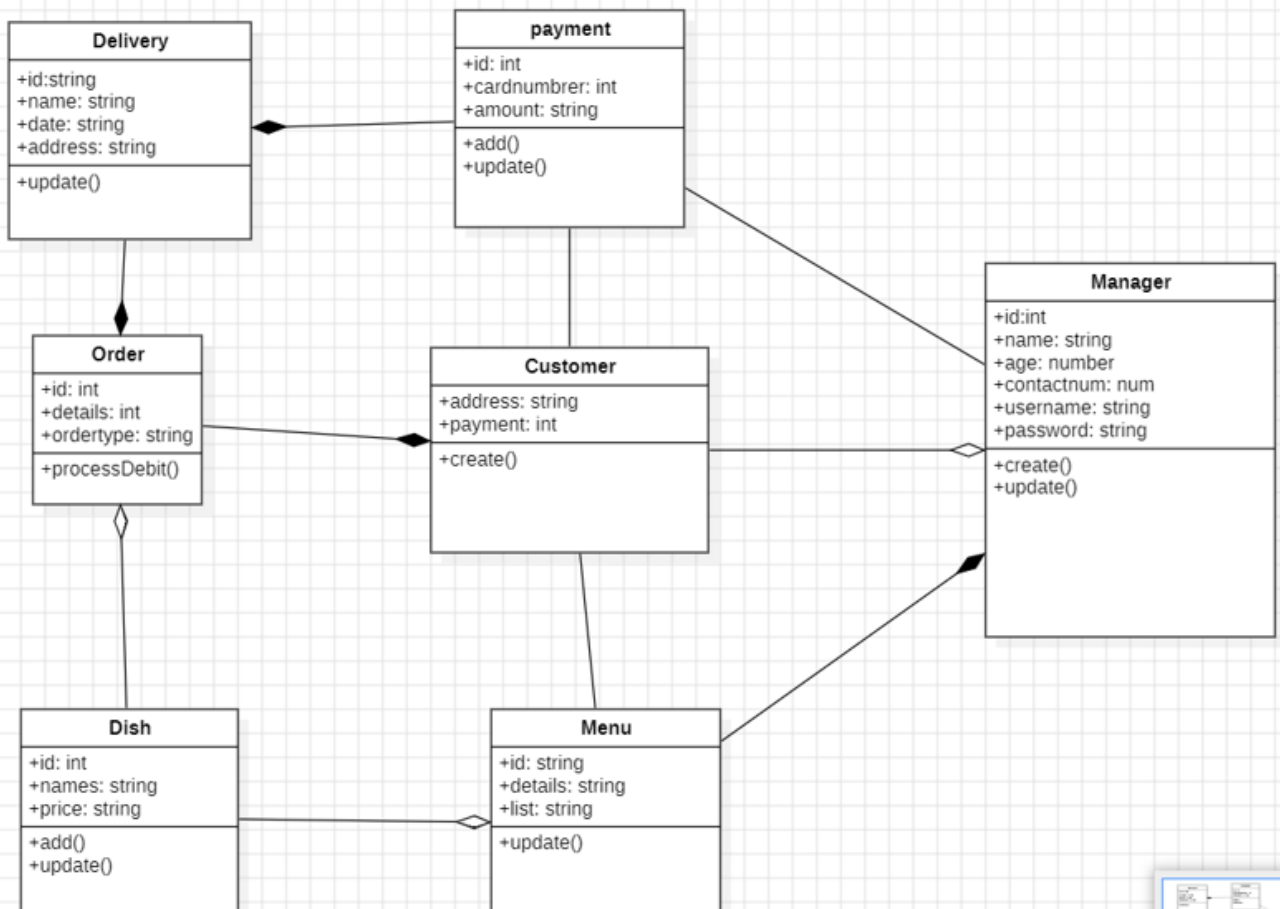 Delivery
+id:string
+name: string
+date: string
+address: string
+update()
payment
+id: int
+cardnumbrer: int
+amount: string
+add()
+update()
Manager
+id:int
+name: string
+age: number
+contactnum: num
+username: string
+password: string
+create()
+update()
Order
+id: int
+details: int
+ordertype: string
+processDebit()
Customer
+address: string
+payment: int
+create()
Dish
+id: int
+names: string
+price: string
+add()
+update()
Menu
+id: string
+details: string
+list: string
+update()